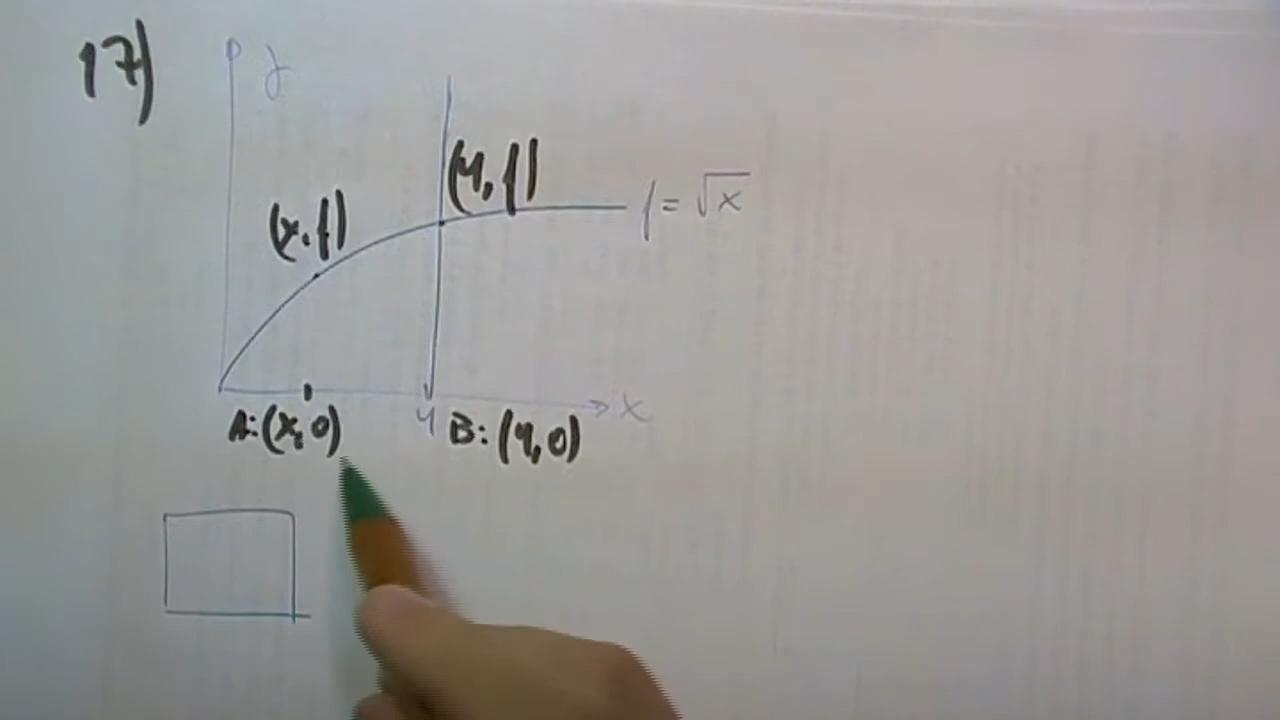 17)
y
(4, y)
(x, y)
y = √x
4
x
A: (x, 0)
B: (4, 0)